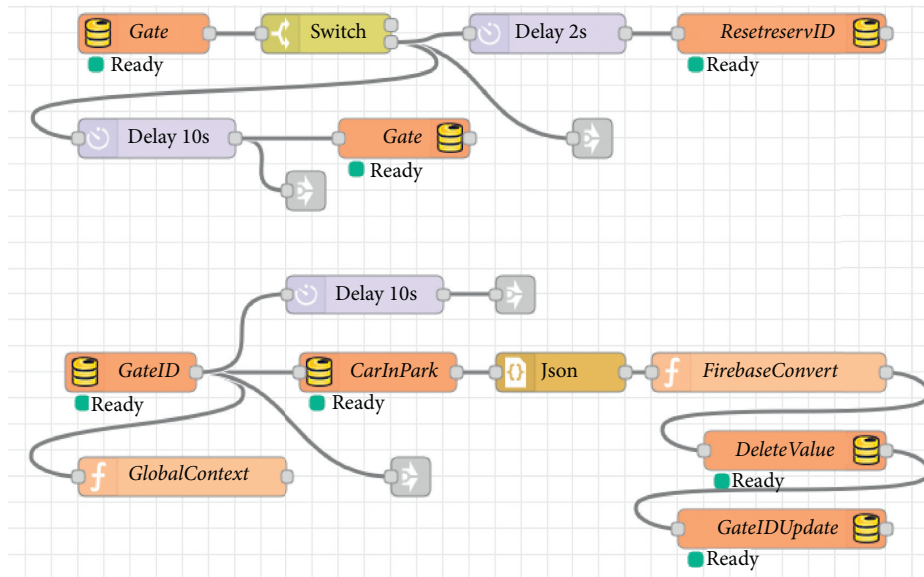 Gate
Switch
Delay 2s
ResetreservID
Ready
Ready
Delay 10s
Gate
Ready
Delay 10s
GateID
CarInPark
Json
FirebaseConvert
Ready
Ready
GlobalContext
DeleteValue
Ready
GateIDUpdate
Ready